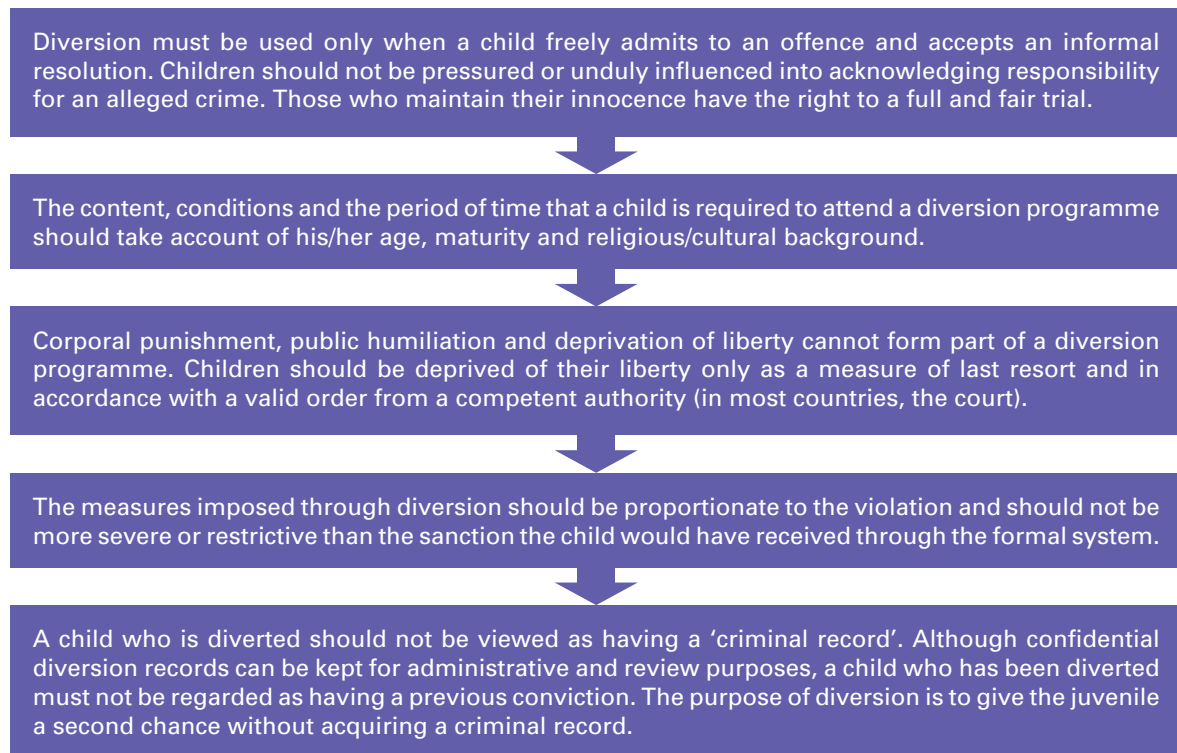 Diversion must be used only when a child freely admits to an offence and accepts an informal
resolution. Children should not be pressured or unduly influenced into acknowledging responsibility
for an alleged crime. Those who maintain their innocence have the right to a full and fair trial.
The content, conditions and the period of time that a child is required to attend a diversion programme
should take account of his/her age, maturity and religious/cultural background.
Corporal punishment, public humiliation and deprivation of liberty cannot form part of a diversion
programme. Children should be deprived of their liberty only as a measure of last resort and in
accordance with a valid order from a competent authority (in most countries, the court).
The measures imposed through diversion should be proportionate to the violation and should not be
more severe or restrictive than the sanction the child would have received through the formal system.
A child who is diverted should not be viewed as having a ‘criminal record’. Although confidential
diversion records can be kept for administrative and review purposes, a child who has been diverted
must not be regarded as having a previous conviction. The purpose of diversion is to give the juvenile
a second chance without acquiring a criminal record.